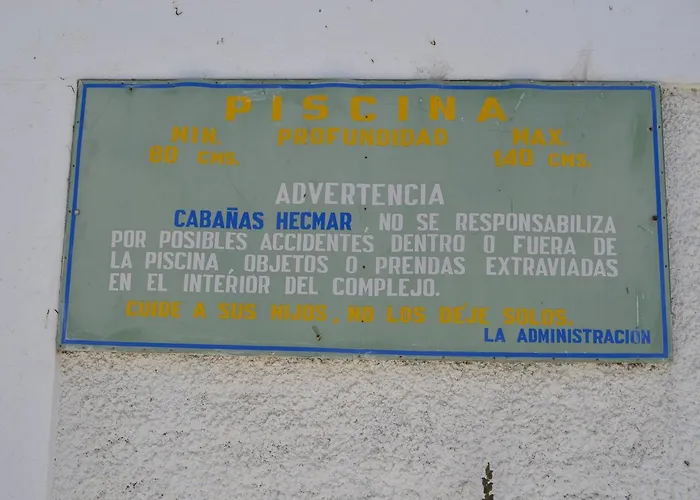 PISCINA
MIN. PROFUNDIDAD MAX.
80 CMS. 140 CMS.
ADVERTENCIA
CABAÑAS HECMAR, NO SE RESPONSABILIZA
POR POSIBLES ACCIDENTES DENTRO O FUERA DE
LA PISCINA, OBJETOS O PRENDAS EXTRAVIADAS
EN EL INTERIOR DEL COMPLEJO.
CUIDE A SUS HIJOS, NO LOS DEJE SOLOS.
LA ADMINISTRACIÓN